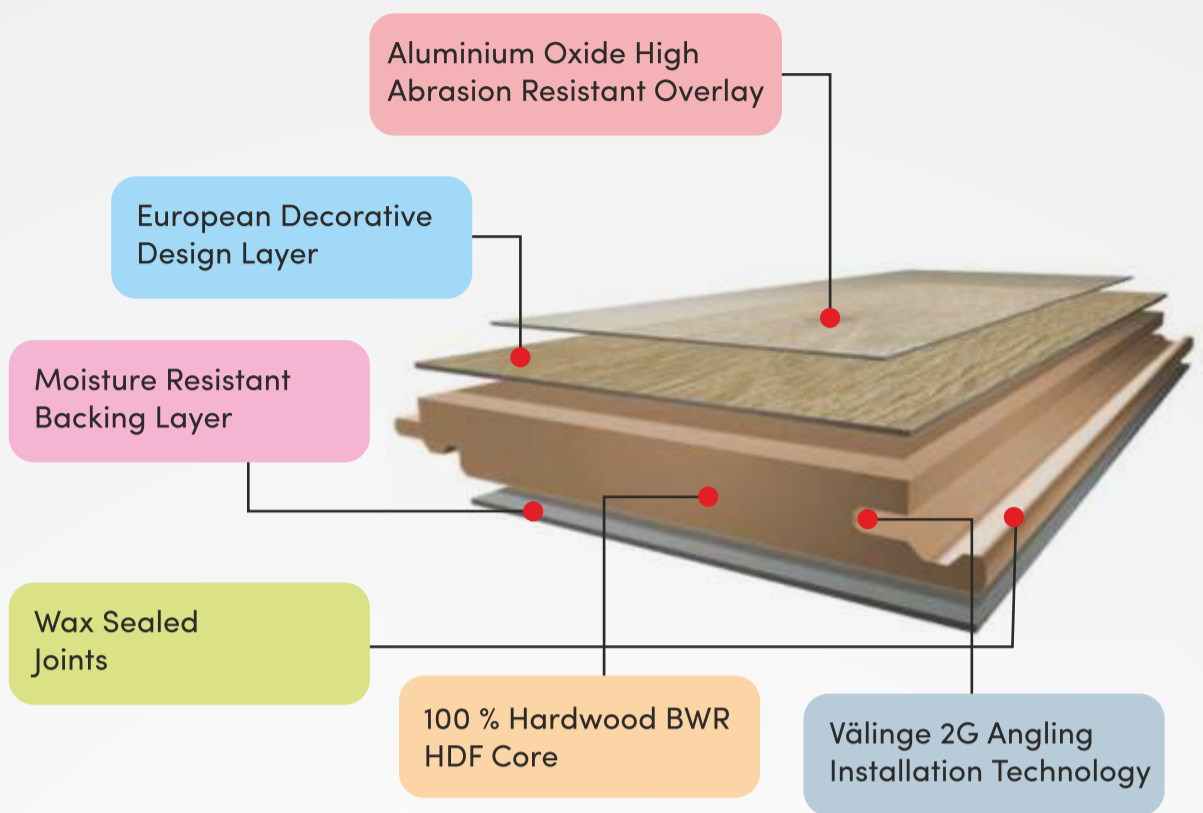 Aluminium Oxide High
Abrasion Resistant Overlay
European Decorative
Design Layer
Moisture Resistant
Backing Layer
Wax Sealed
Joints
100 % Hardwood BWR
HDF Core
Välinge 2G Angling
Installation Technology